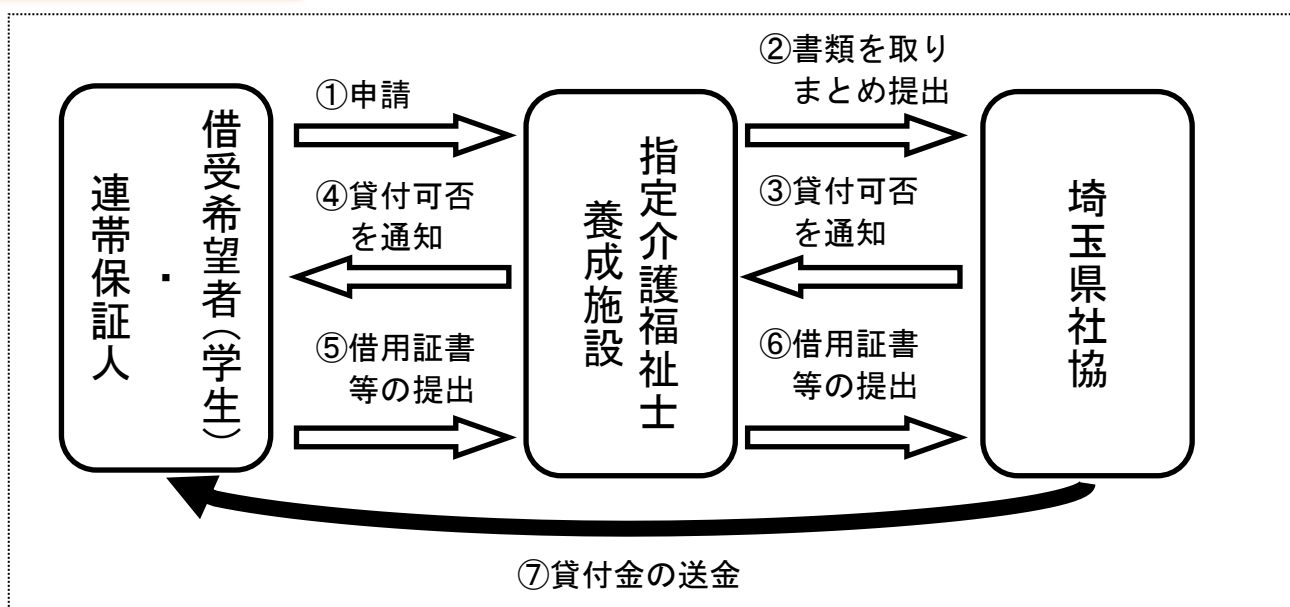 借受希望者(学生)
・
連帯保証人
①申請
④貸付可否
を通知
⑤借用証書
等の提出
指定介護福祉士
養成施設
②書類を取り
まとめ提出
③貸付可否
を通知
⑥借用証書
等の提出
埼玉県社協
⑦貸付金の送金